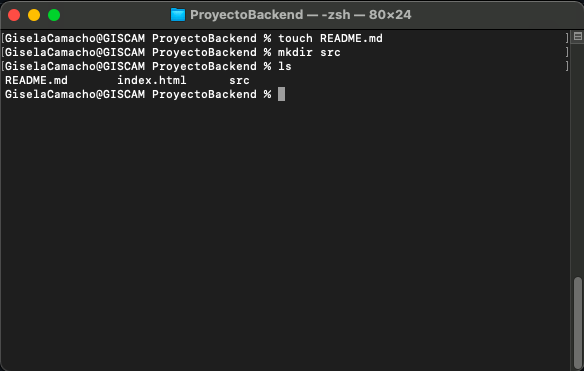 ProyectoBackend — -zsh — 80×24
[GiselaCamacho@GISCAM ProyectoBackend % touch README.md ]
[GiselaCamacho@GISCAM ProyectoBackend % mkdir src ]
[GiselaCamacho@GISCAM ProyectoBackend % ls ]
README.md index.html src
GiselaCamacho@GISCAM ProyectoBackend %